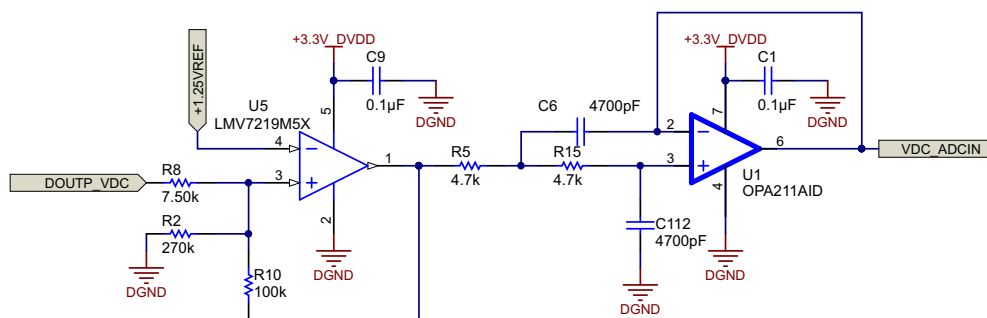 +3.3V_DVDD
C9
0.1µF
DGND
+1.25VREF
U5
LMV7219M5X
5
4
3
1
2
DGND
DOUTP_VDC
R8
7.50k
R2
270k
DGND
R10
100k
R5
4.7k
C6
4700pF
R15
4.7k
C112
4700pF
DGND
+3.3V_DVDD
C1
0.1µF
DGND
7
2
3
6
4
U1
OPA211AID
DGND
VDC_ADCIN